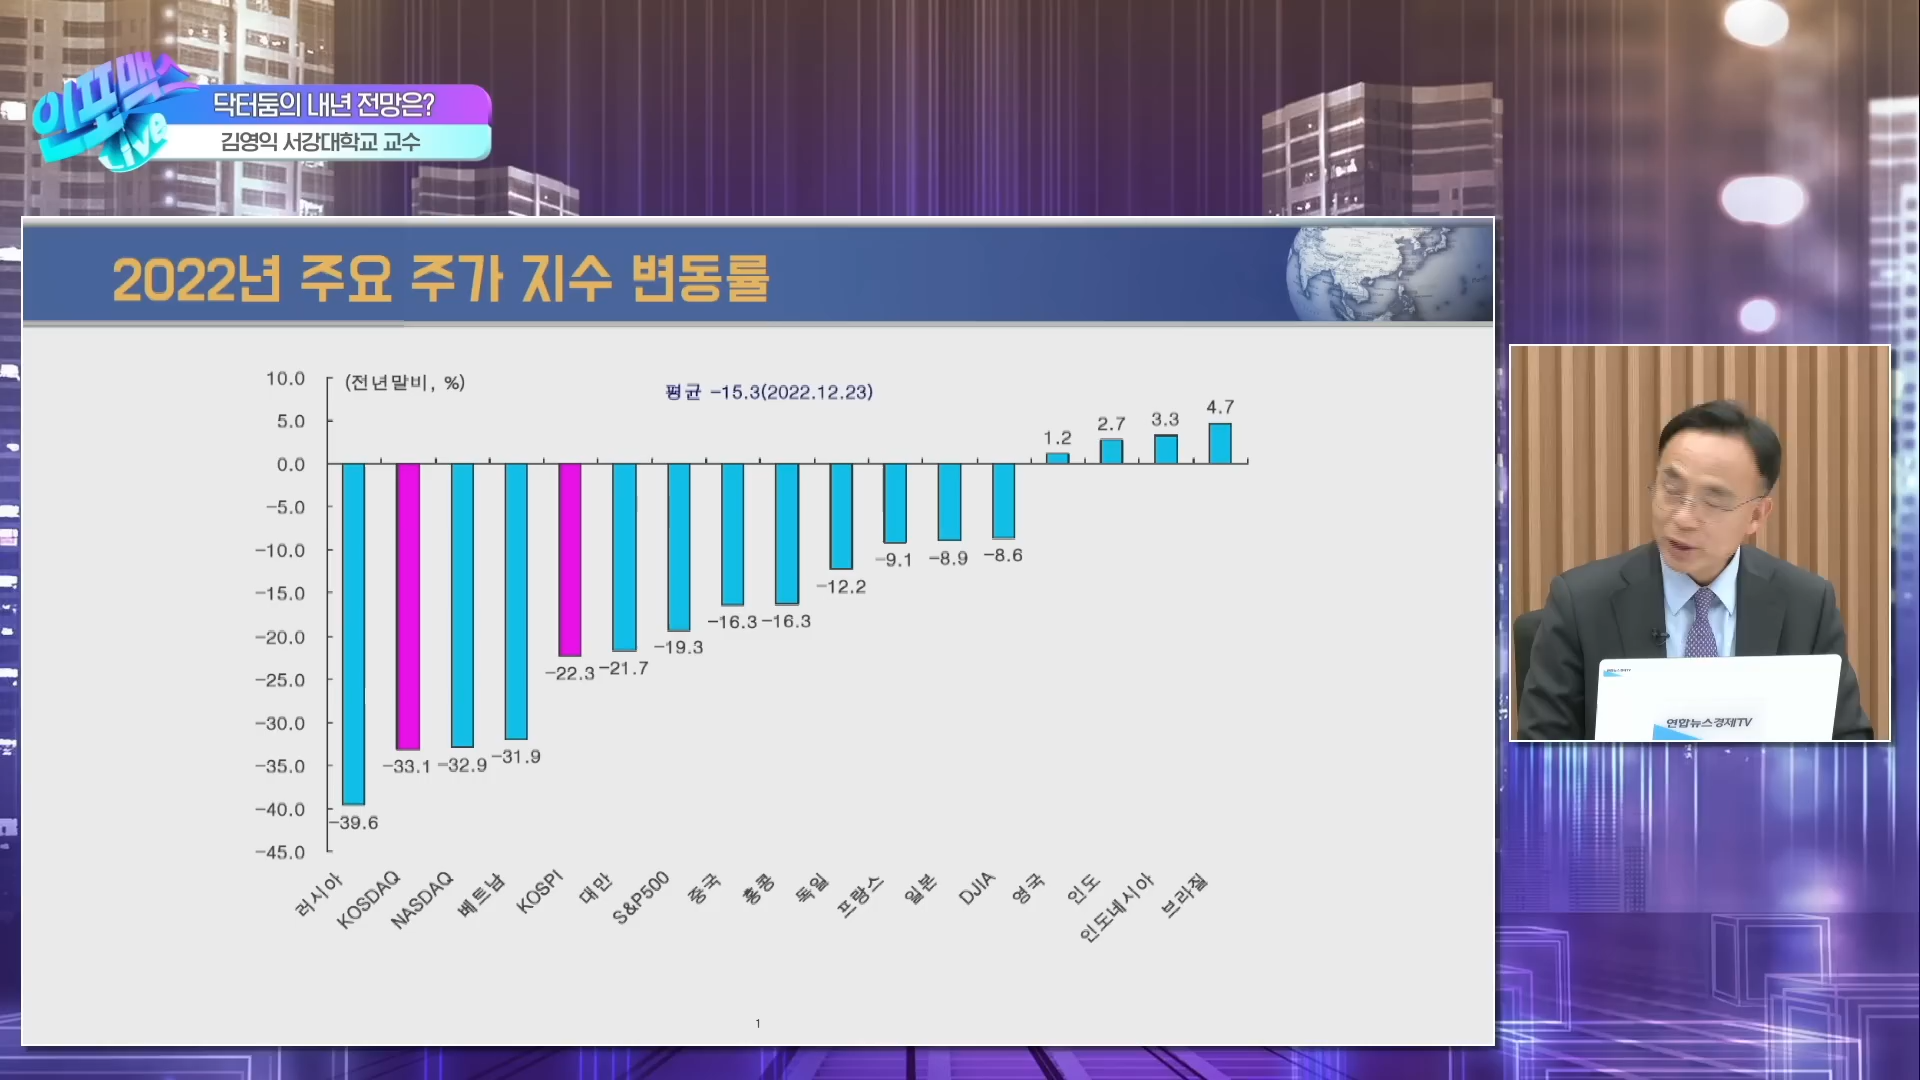 인포맥스
Live
닥터둠의 내년 전망은?
김영익 서강대학교 교수
2022년 주요 주가 지수 변동률
(전년말비, %)
평균 -15.3(2022.12.23)
10.0
5.0
0.0
-5.0
-10.0
-15.0
-20.0
-25.0
-30.0
-35.0
-40.0
-45.0
-39.6
-33.1
-32.9
-31.9
-22.3
-21.7
-19.3
-16.3
-16.3
-12.2
-9.1
-8.9
-8.6
1.2
2.7
3.3
4.7
러시아
KOSDAQ
NASDAQ
베트남
KOSPI
대만
S&P500
중국
홍콩
독일
프랑스
일본
DJIA
영국
인도
인도네시아
브라질
1
연합뉴스경제TV